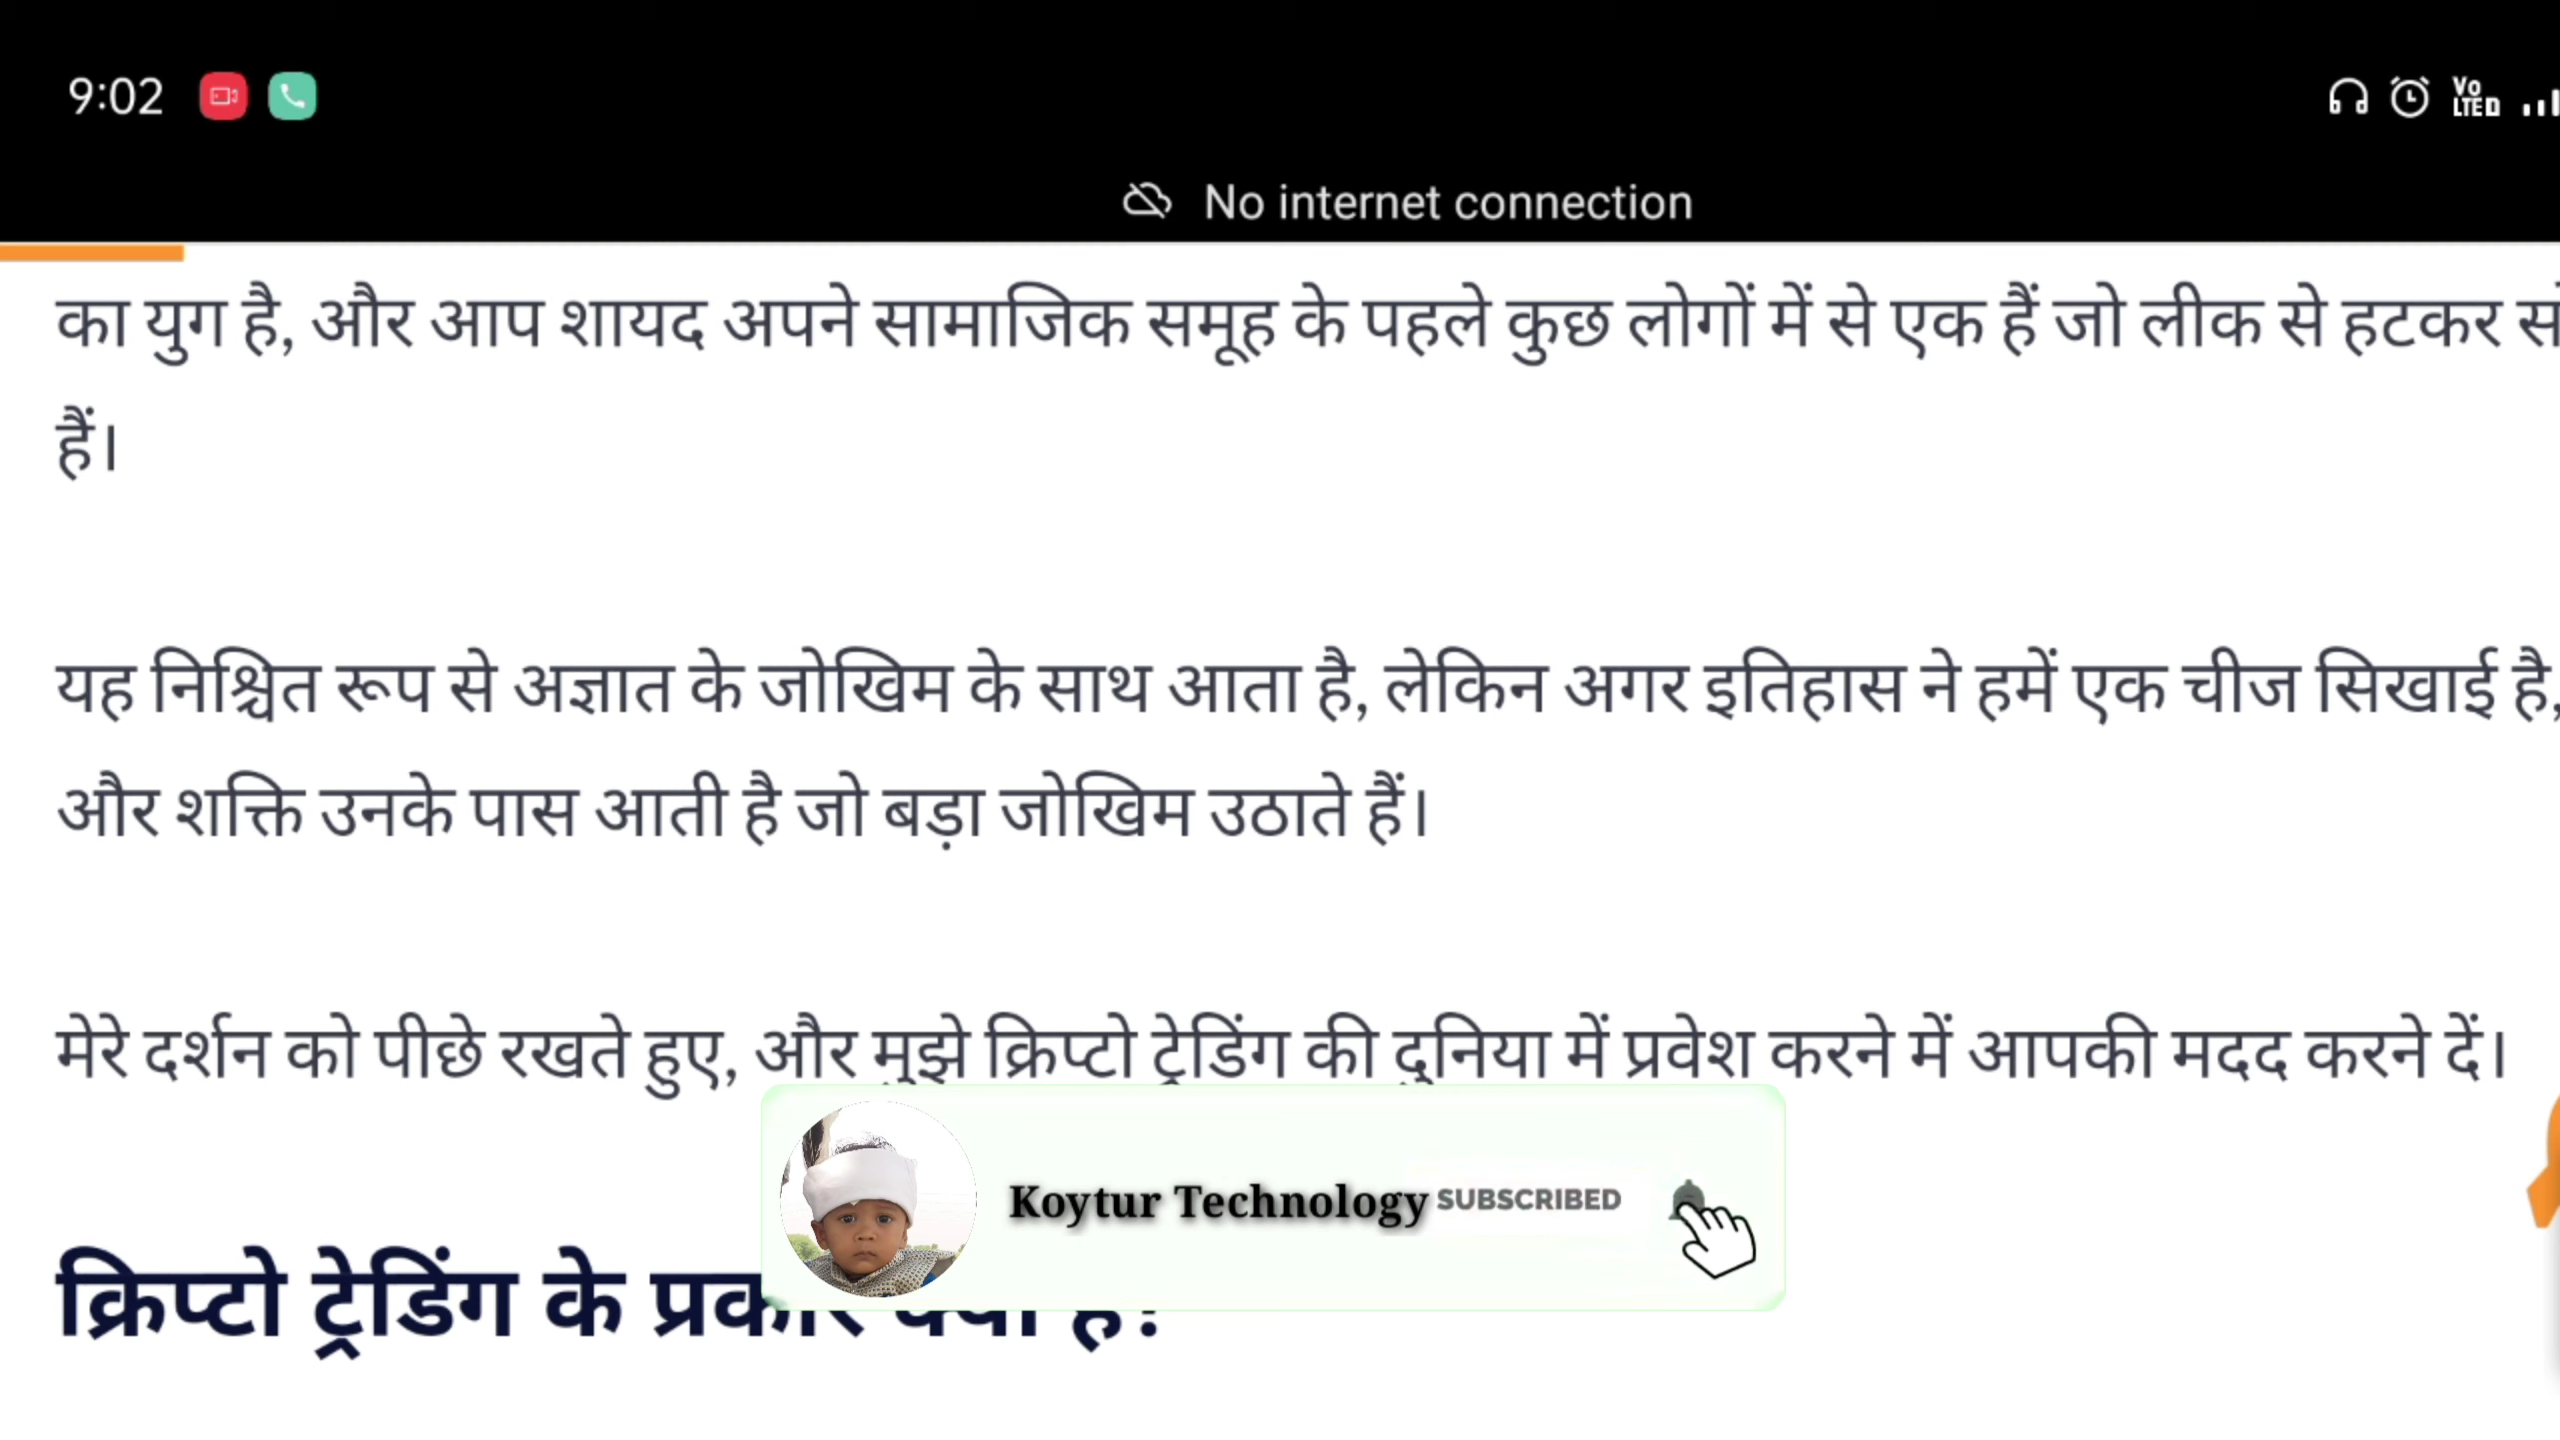 9:02
Vo LTE
No internet connection
का युग है, और आप शायद अपने सामाजिक समूह के पहले कुछ लोगों में से एक हैं जो लीक से हटकर
हैं।
यह निश्चित रूप से अज्ञात के जोखिम के साथ आता है, लेकिन अगर इतिहास ने हमें एक चीज सिखाई है,
और शक्ति उनके पास आती है जो बड़ा जोखिम उठाते हैं।
मेरे दर्शन को पीछे रखते हुए, और मुझे क्रिप्टो ट्रेडिंग की दुनिया में प्रवेश करने में आपकी मदद करने दें।
Koytur Technology SUBSCRIBED
क्रिप्टो ट्रेडिंग के प्रकार क्या है?